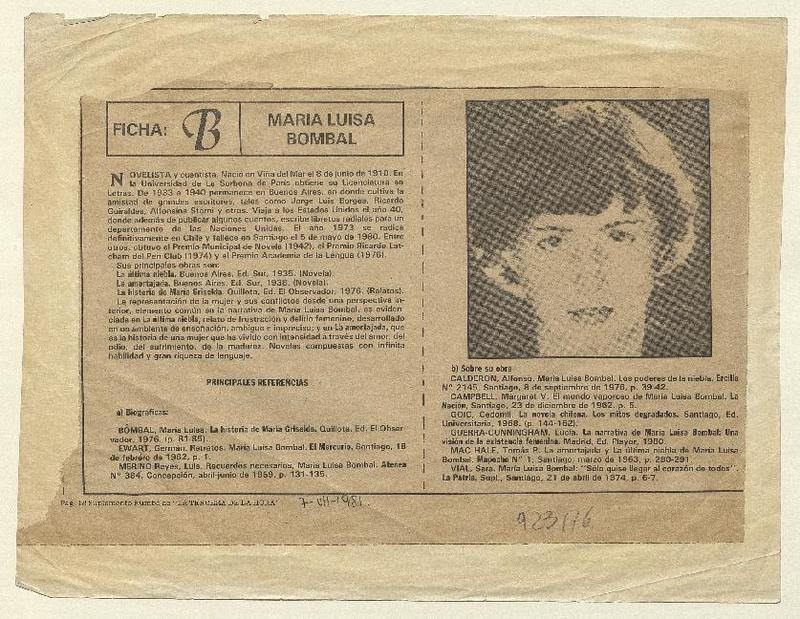 FICHA: B
MARIA LUISA
BOMBAL
NOVELISTA y cuentista. Nació en Viña del Mar el 8 de junio de 1910. En
la Universidad de La Sorbona de París obtiene su Licenciatura en
Letras. De 1933 a 1940 permanece en Buenos Aires, en donde cultiva la
amistad de grandes escritores, tales como Jorge Luis Borges, Ricardo
Guiraldes, Alfonsina Storni y otros. Viaja a los Estados Unidos el año 40,
donde además de publicar algunos cuentos, escribe libretos radiales para un
departamento de las Naciones Unidas. El año 1973 se radica
definitivamente en Chile y fallece en Santiago el 5 de mayo de 1980. Entre
otros, obtuvo el Premio Municipal de Novela (1942), el Premio Ricardo Lat-
cham del Pen Club (1974) y el Premio Academia de la Lengua (1976).
Sus principales obras son:
La última niebla. Buenos Aires, Ed. Sur, 1935. (Novela).
La amortajada. Buenos Aires, Ed. Sur, 1938. (Novela).
La historia de María Griselda. Quillota, Ed. El Observador, 1976. (Relatos).
La representación de la mujer y sus conflictos desde una perspectiva in-
terior, elemento común en la narrativa de María Luisa Bombal, es eviden-
ciada en La última niebla, relato de frustración y delirio femenino, desarrollado
en un ambiente de ensoñación, ambiguo e impreciso; y en La amortajada, que
es la historia de una mujer que ha vivido con intensidad a través del amor, del
odio, del sufrimiento, de la madurez. Novelas compuestas con infinita
habilidad y gran riqueza de lenguaje.
PRINCIPALES REFERENCIAS
a) Biográficas:
BOMBAL, María Luisa. La historia de María Griselda. Quillota, Ed. El Obser
vador, 1976. (p. 81-85).
EWART, Germán. Retratos. María Luisa Bombal. El Mercurio, Santiago, 18
de febrero de 1962, p. 1.
MERINO Reyes, Luis. Recuerdos necesarios, María Luisa Bombal. Atenea
N° 384, Concepción, abril-junio de 1959, p. 131-135.
b) Sobre su obra
CALDERON, Alfonso. María Luisa Bombal. Los poderes de la niebla. Ercilla
N° 2145, Santiago, 8 de septiembre de 1976, p. 39-42.
CAMPBELL, Margaret V. El mundo vaporoso de María Luisa Bombal. La
Nación, Santiago, 23 de diciembre de 1962, p. 5.
GOIC, Cedomil. La novela chilena. Los mitos degradados. Santiago, Ed.
Universitaria, 1968. (p. 144-162).
GUERRA-CUNNINGHAM, Lucía. La narrativa de María Luisa Bombal: Una
visión de la existencia femenina. Madrid, Ed. Playor, 1980.
MAC HALE, Tomás P. La amortajada y La última niebla de María Luisa
Bombal. Mapocho N° 1, Santiago, marzo de 1963, p. 280-291.
VIAL, Sara. María Luisa Bombal: "Sólo quise llegar al corazón de todos".
La Patria, Supl., Santiago, 21 de abril de 1974, p. 6-7.
Pág. 18 Suplemento Rumbo de "LA TERCERA DE LA HORA"
7-VII-1981.
923176